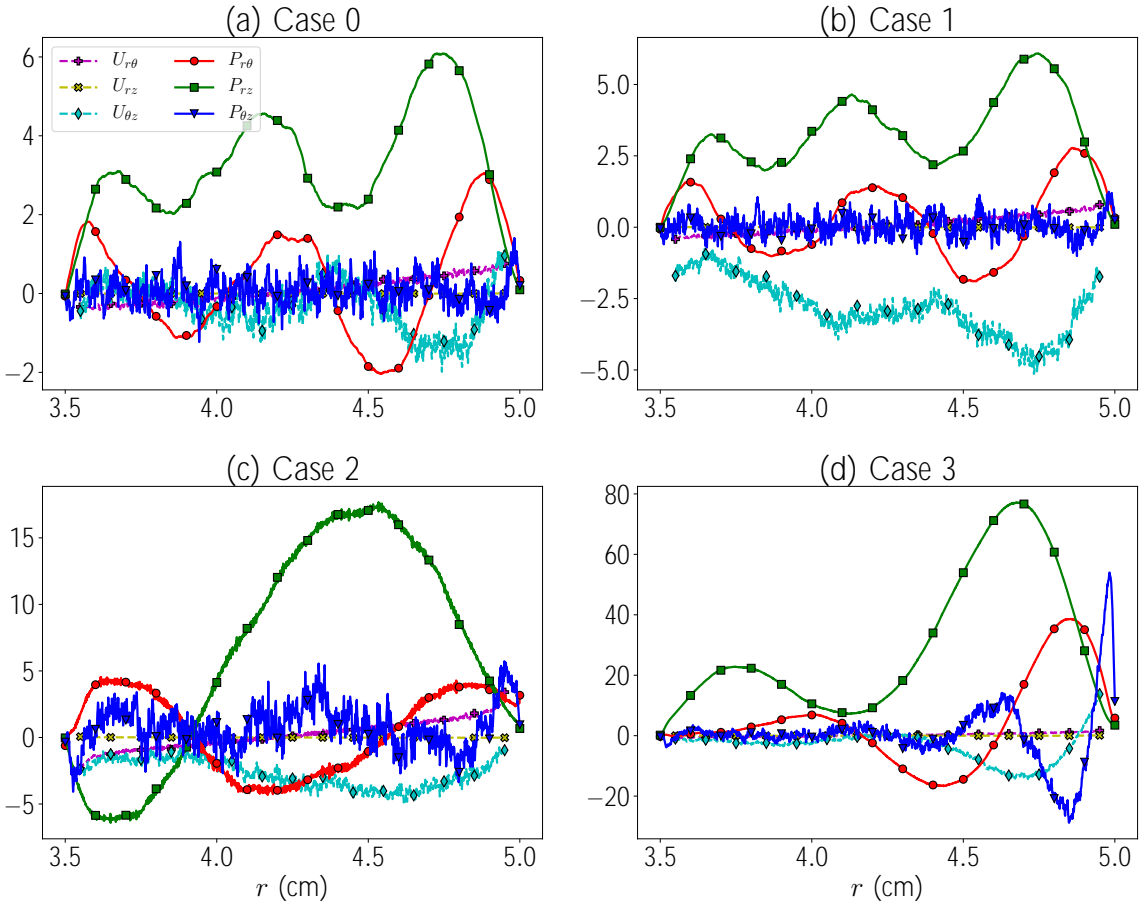 (a) Case 0
(b) Case 1
6
4
2
0
−2
U_{rθ}
U_{rz}
U_{θz}
P_{rθ}
P_{rz}
P_{θz}
3.5 4.0 4.5 5.0
5.0
2.5
0.0
−2.5
−5.0
3.5 4.0 4.5 5.0
(c) Case 2
(d) Case 3
15
10
5
0
−5
3.5 4.0 4.5 5.0
r (cm)
80
60
40
20
0
−20
3.5 4.0 4.5 5.0
r (cm)